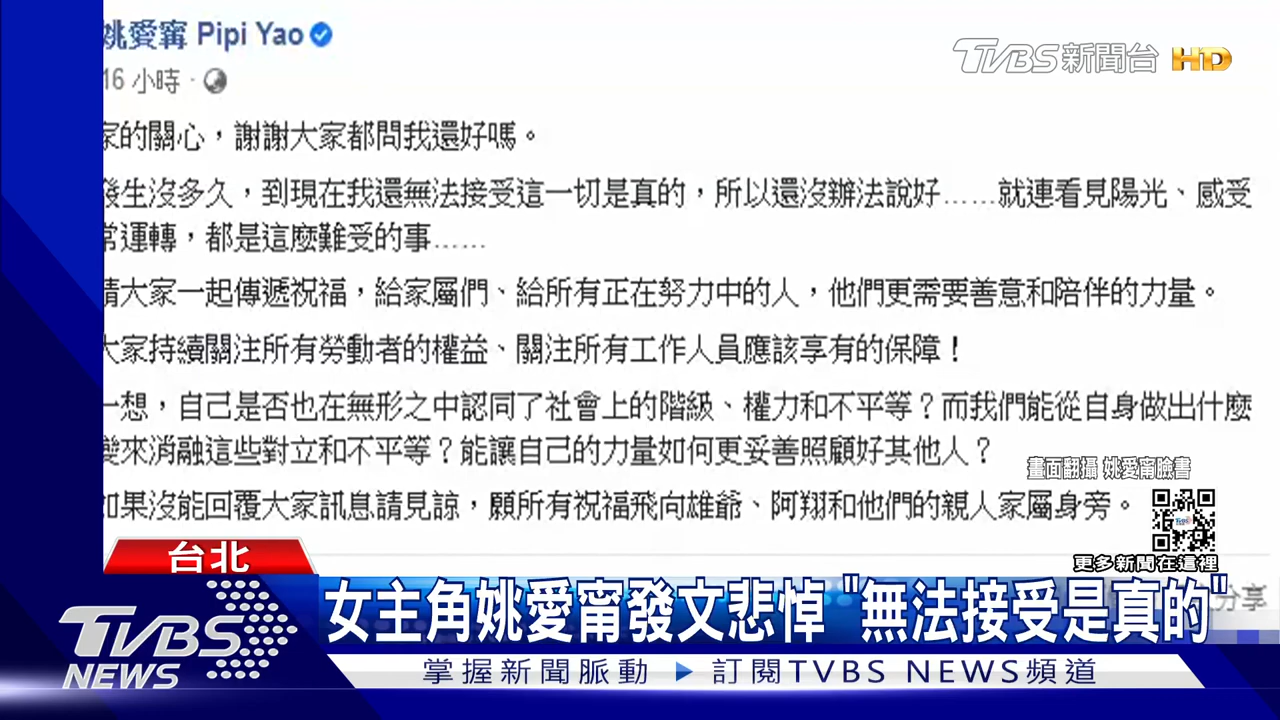 姚愛寗 Pipi Yao
16 小時
TVBS新聞台 HD
家的關心，謝謝大家都問我還好嗎。
發生沒多久，到現在我還無法接受這一切是真的，所以還沒辦法說好……就連看見陽光、感受
常運轉，都是這麼難受的事……
請大家一起傳遞祝福，給家屬們、給所有正在努力中的人，他們更需要善意和陪伴的力量。
大家持續關注所有勞動者的權益、關注所有工作人員應該享有的保障！
一想，自己是否也在無形之中認同了社會上的階級、權力和不平等？而我們能從自身做出什麼
變來消融這些對立和不平等？能讓自己的力量如何更妥善照顧好其他人？
畫面翻攝 姚愛甯臉書
如果沒能回覆大家訊息請見諒，願所有祝福飛向雄爺、阿翔和他們的親人家屬身旁。
更多新聞在這裡
台北
女主角姚愛甯發文悲悼 "無法接受是真的"
分享
TVBS NEWS
掌握新聞脈動 ▶ 訂閱TVBS NEWS頻道